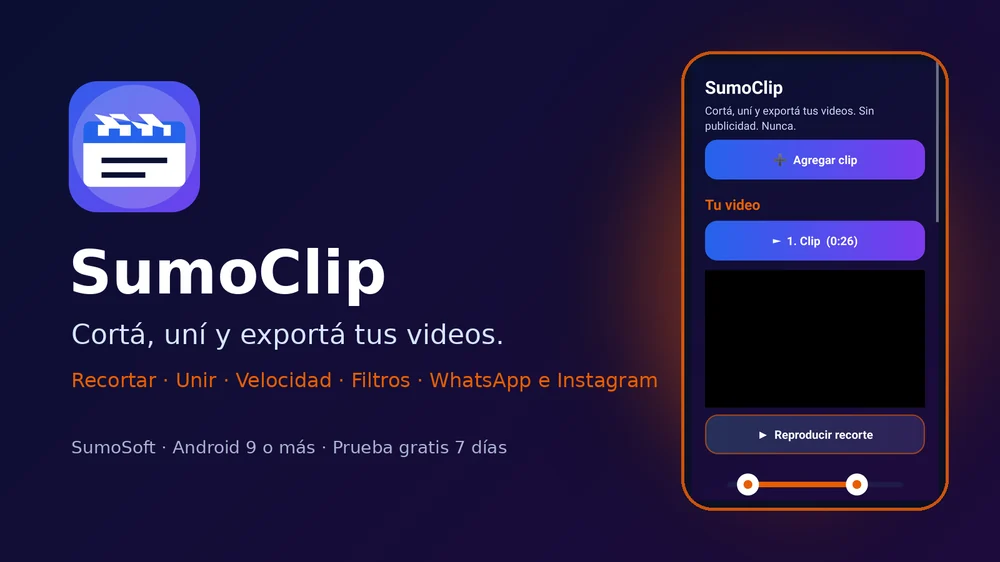 SumoClip
Cortá, uní y exportá tus videos.
Recortar · Unir · Velocidad · Filtros · WhatsApp e Instagram
SumoSoft · Android 9 o más · Prueba gratis 7 días
SumoClip
Cortá, uní y exportá tus videos. Sin
publicidad. Nunca.
➕ Agregar clip
Tu video
► 1. Clip (0:26)
► Reproducir recorte